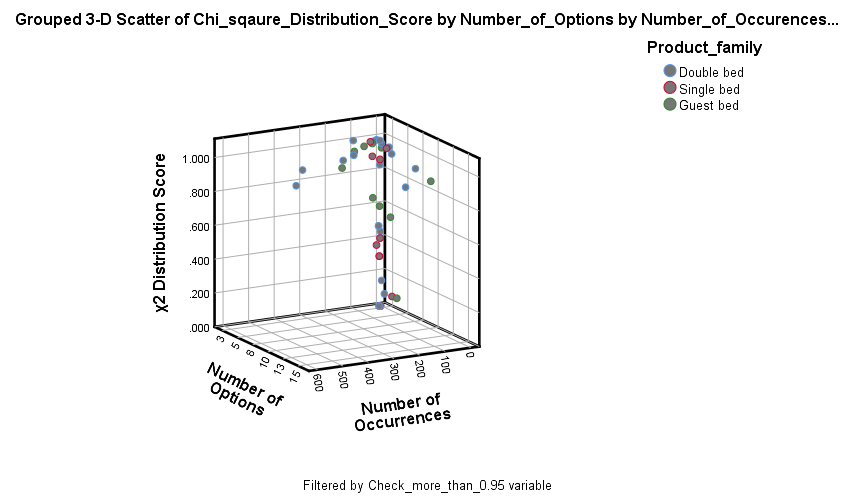 Grouped 3-D Scatter of Chi_sqaure_Distribution_Score by Number_of_Options by Number_of_Occurences...
Product_family
Double bed
Single bed
Guest bed
χ2 Distribution Score
1.000
.800
.600
.400
.200
.000
3
5
8
10
13
15
Number of
Options
600
500
400
300
200
100
0
Number of
Occurrences
Filtered by Check_more_than_0.95 variable